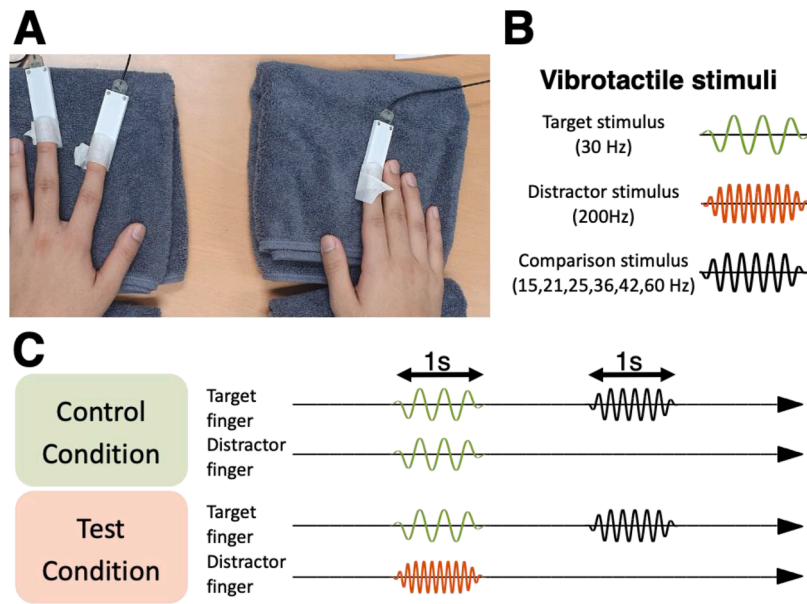 A
B
Vibrotactile stimuli
Target stimulus
(30 Hz)
Distractor stimulus
(200Hz)
Comparison stimulus
(15,21,25,36,42,60 Hz)
C
1s
1s
Control
Condition
Target
finger
Distractor
finger
Test
Condition
Target
finger
Distractor
finger